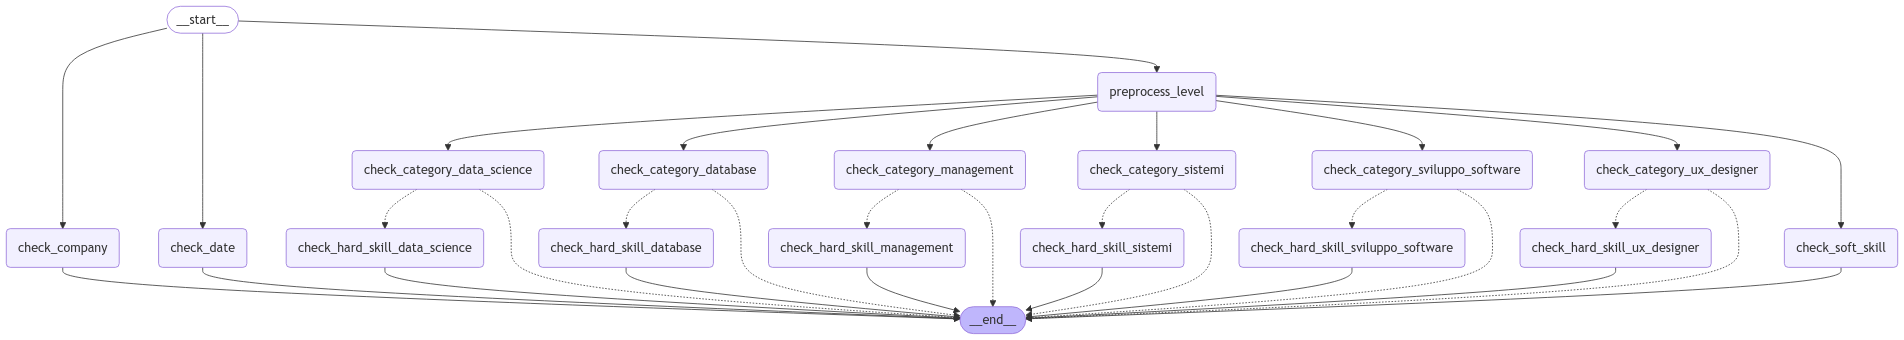 __start__
preprocess_level
check_category_data_science
check_category_database
check_category_management
check_category_sistemi
check_category_sviluppo_software
check_category_ux_designer
check_company
check_date
check_hard_skill_data_science
check_hard_skill_database
check_hard_skill_management
check_hard_skill_sistemi
check_hard_skill_sviluppo_software
check_hard_skill_ux_designer
check_soft_skill
__end__